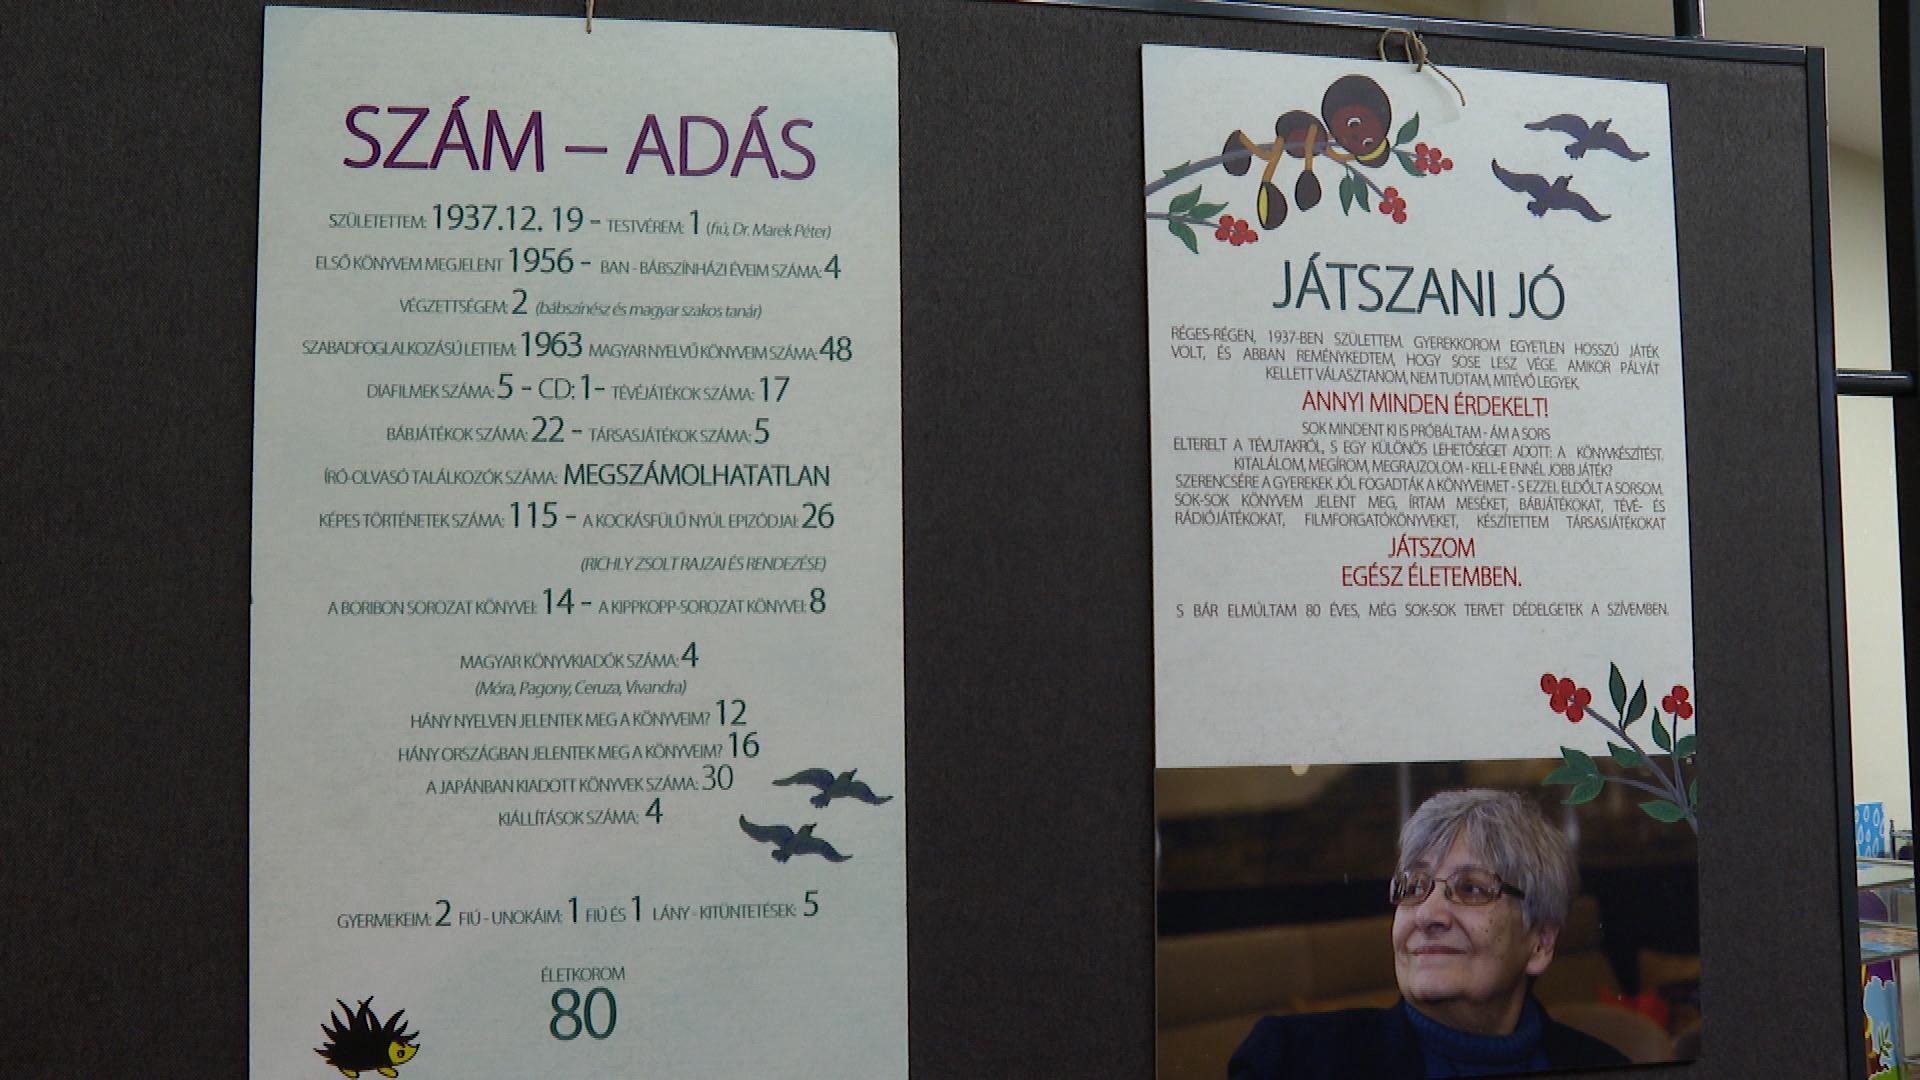 SZÁM – ADÁS
SZÜLETETTEM: 1937.12. 19 – TESTVÉREM: 1 (fiú, Dr. Marek Péter)
ELSŐ KÖNYVEM MEGJELENT 1956 – BAN - BÁBSZÍNHÁZI ÉVEIM SZÁMA: 4
VÉGZETTSÉGEM: 2 (bábszínész és magyar szakos tanár)
SZABADFOGLALKOZÁSÚ LETTEM: 1963 MAGYAR NYELVŰ KÖNYVEIM SZÁMA: 48
DIAFILMEK SZÁMA: 5 – CD: 1 – TÉVÉJÁTÉKOK SZÁMA: 17
BÁBJÁTÉKOK SZÁMA: 22 – TÁRSASJÁTÉKOK SZÁMA: 5
ÍRÓ-OLVASÓ TALÁLKOZÓK SZÁMA: MEGSZÁMOLHATATLAN
KÉPES TÖRTÉNETEK SZÁMA: 115 – A KOCKÁSFÜLŰ NYÚL EPIZÓDJAI: 26
(RICHLY ZSOLT RAJZAI ÉS RENDEZÉSE)
A BORIBON SOROZAT KÖNYVEI: 14 – A KIPPKOPP-SOROZAT KÖNYVEI: 8
MAGYAR KÖNYVKIADÓK SZÁMA: 4
(Móra, Pagony, Ceruza, Vivandra)
HÁNY NYELVEN JELENTEK MEG A KÖNYVEIM? 12
HÁNY ORSZÁGBAN JELENTEK MEG A KÖNYVEIM? 16
A JAPÁNBAN KIADOTT KÖNYVEK SZÁMA: 30
KIÁLLÍTÁSOK SZÁMA: 4
GYERMEKEIM: 2 FIÚ - UNOKÁIM: 1 FIÚ ÉS 1 LÁNY - KITÜNTETÉSEK: 5
ÉLETKOROM
80
JÁTSZANI JÓ
RÉGES-RÉGEN, 1937-BEN SZÜLETTEM. GYEREKKOROM EGYETLEN HOSSZÚ JÁTÉK
VOLT, ÉS ABBAN REMÉNYKEDTEM, HOGY SOSE LESZ VÉGE. AMIKOR PÁLYÁT
KELLETT VÁLASZTANOM, NEM TUDTAM, MITÉVŐ LEGYEK,
ANNYI MINDEN ÉRDEKELT!
SOK MINDENT KI IS PRÓBÁLTAM - ÁM A SORS
ELTERELT A TÉVUTAKRÓL, S EGY KÜLÖNÖS LEHETŐSÉGET ADOTT: A KÖNYVKÉSZÍTÉST.
KITALÁLOM, MEGÍROM, MEGRAJZOLOM - KELL-E ENNÉL JOBB JÁTÉK?
SZERENCSÉRE A GYEREKEK JÓL FOGADTÁK A KÖNYVEIMET - S EZZEL ELDŐLT A SORSOM.
SOK-SOK KÖNYVEM JELENT MEG, ÍRTAM MESÉKET, BÁBJÁTÉKOKAT, TÉVÉ- ÉS
RÁDIÓJÁTÉKOKAT, FILMFORGATÓKÖNYVEKET, KÉSZÍTETTEM TÁRSASJÁTÉKOKAT
JÁTSZOM
EGÉSZ ÉLETEMBEN.
S BÁR ELMÚLTAM 80 ÉVES, MÉG SOK-SOK TERVET DÉDELGETEK A SZÍVEMBEN.